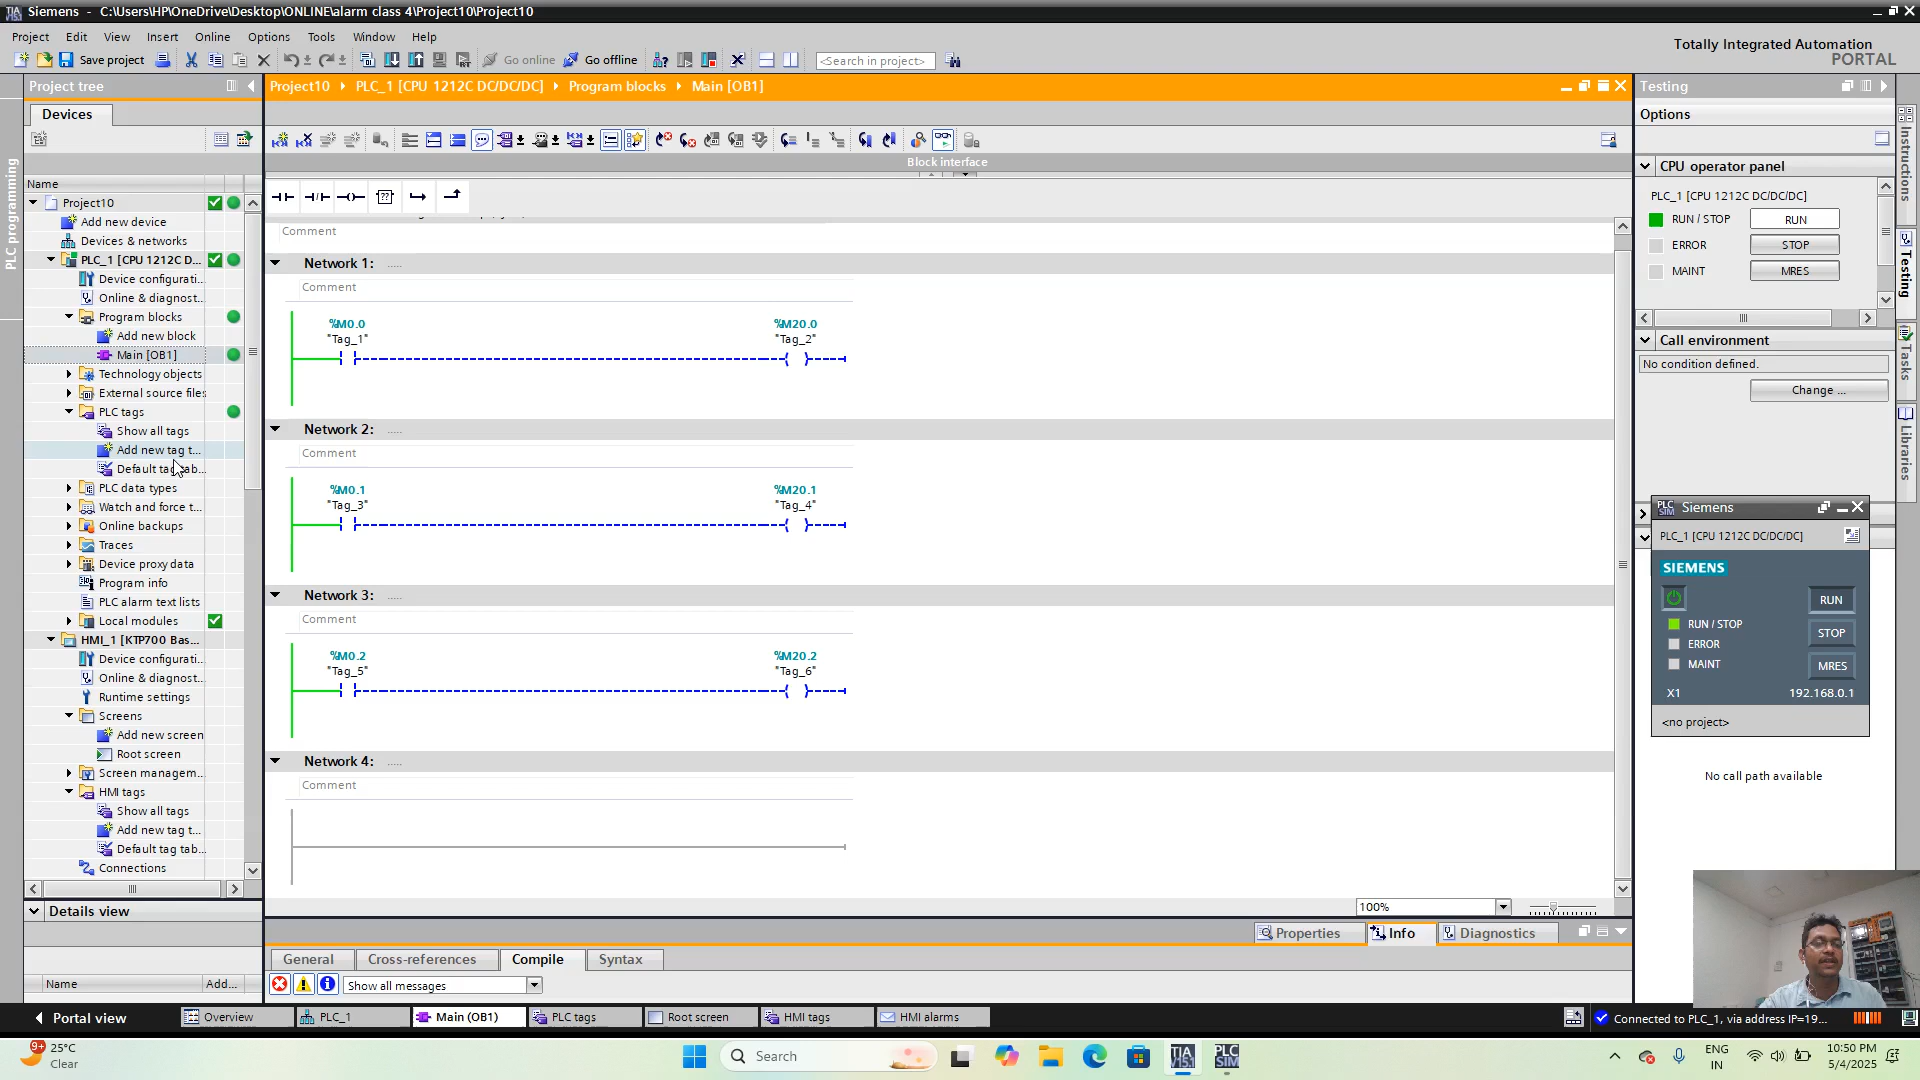 Siemens - C:\Users\HP\OneDrive\Desktop\ONLINE\alarm class 4\Project10\Project10
Project Edit View Insert Online Options Tools Window Help
Totally Integrated Automation
PORTAL
Save project
Go online
Go offline
<Search in project>
Project tree
Project10 PLC_1 [CPU 1212C DC/DC/DC] Program blocks Main [OB1]
Testing
Devices
Options
Block interface
CPU operator panel
PLC_1 [CPU 1212C DC/DC/DC]
RUN / STOP RUN
ERROR STOP
MAINT MRES
Call environment
No condition defined.
Change ...
PLC programming
Name
Project10
Add new device
Devices & networks
PLC_1 [CPU 1212C D...
Device configurati...
Online & diagnost...
Program blocks
Add new block
Main [OB1]
Technology objects
External source files
PLC tags
Show all tags
Add new tag t...
Default tag tab...
PLC data types
Watch and force t...
Online backups
Traces
Device proxy data
Program info
PLC alarm text lists
Local modules
HMI_1 [KTP700 Bas...
Device configurati...
Online & diagnost...
Runtime settings
Screens
Add new screen
Root screen
Screen managem...
HMI tags
Show all tags
Add new tag t...
Default tag tab...
Connections
Details view
Name Add...
Comment
Network 1: .....
Comment
%M0.0
"Tag_1"
%M20.0
"Tag_2"
Network 2: .....
Comment
%M0.1
"Tag_3"
%M20.1
"Tag_4"
Network 3: .....
Comment
%M0.2
"Tag_5"
%M20.2
"Tag_6"
Network 4: .....
Comment
100%
Instructions
Testing
Tasks
Libraries
Siemens
PLC_1 [CPU 1212C DC/DC/DC]
SIEMENS
RUN
RUN / STOP
STOP
ERROR
MAINT
MRES
X1 192.168.0.1
<no project>
No call path available
Properties Info Diagnostics
General Cross-references Compile Syntax
Show all messages
Portal view Overview PLC_1 Main (OB1) PLC tags Root screen HMI tags HMI alarms
Connected to PLC_1, via address IP=19...
25°C
Clear
Search
ENG
IN
10:50 PM
5/4/2025